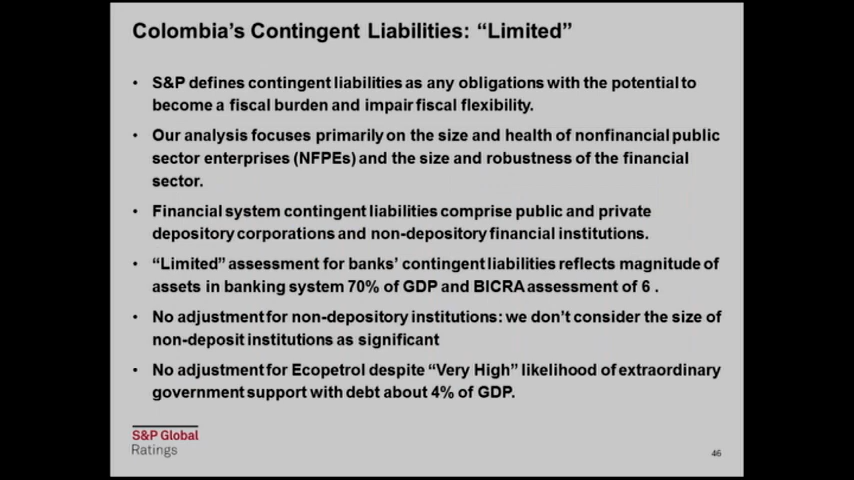 Colombia's Contingent Liabilities: “Limited”
• S&P defines contingent liabilities as any obligations with the potential to
become a fiscal burden and impair fiscal flexibility.
• Our analysis focuses primarily on the size and health of nonfinancial public
sector enterprises (NFPEs) and the size and robustness of the financial
sector.
• Financial system contingent liabilities comprise public and private
depository corporations and non-depository financial institutions.
• “Limited” assessment for banks' contingent liabilities reflects magnitude of
assets in banking system 70% of GDP and BICRA assessment of 6 .
• No adjustment for non-depository institutions: we don't consider the size of
non-deposit institutions as significant
• No adjustment for Ecopetrol despite “Very High” likelihood of extraordinary
government support with debt about 4% of GDP.
S&P Global
Ratings
46